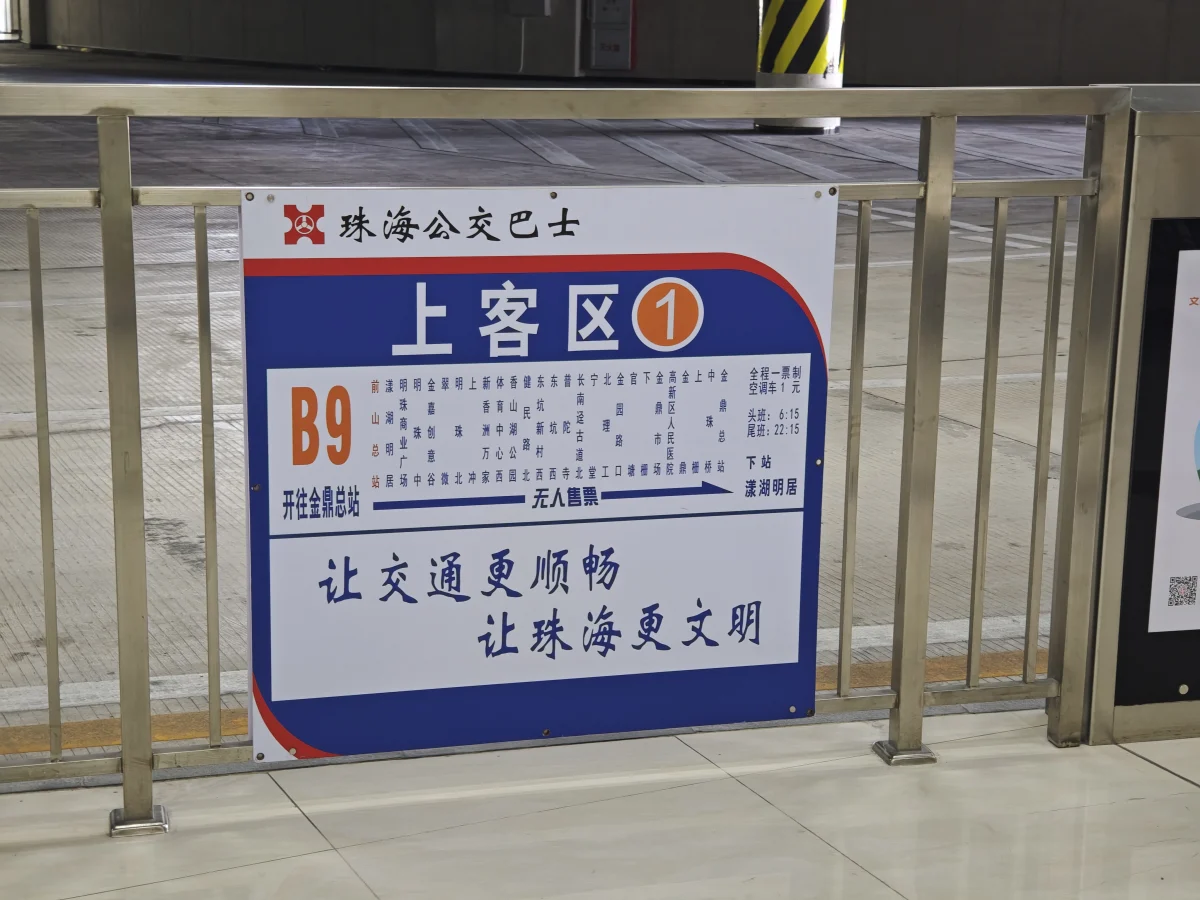 珠海公交巴士
上客区1
B9
开往金鼎总站
前山总站
漾湖明居
明珠商业广场
明珠中
金嘉创意谷
翠微
明珠北
上冲
新香洲万家
体育中心西
香山湖公园
健民路北
东坑新村西
东坑西
普陀寺
长南迳古道北
宁堂
北理工
金园路口
官塘
下栅
金鼎市场
高新区人民医院
金鼎
上栅
中珠桥
金鼎总站
全程一票制
空调车 1 元
头班: 6:15
尾班: 22:15
下站
漾湖明居
无人售票
让交通更顺畅
让珠海更文明
文